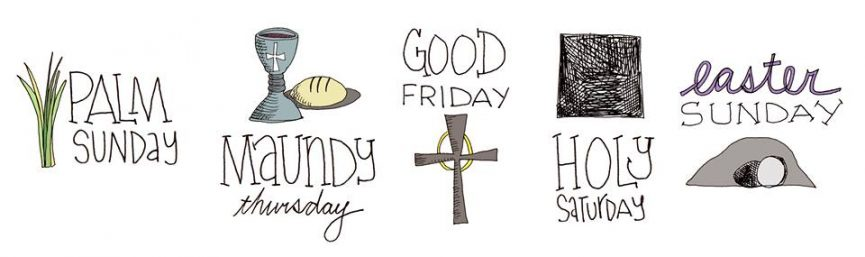 PALM
SUNDAY
MAUNDY
thursday
GOOD
FRIDAY
HOLY
SATURDAY
easter
SUNDAY